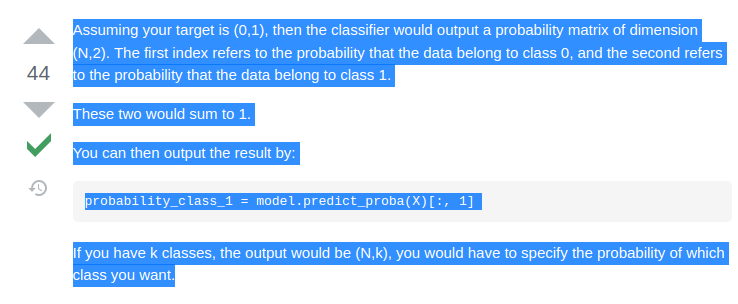 Assuming your target is (0,1), then the classifier would output a probability matrix of dimension
(N,2). The first index refers to the probability that the data belong to class 0, and the second refers
to the probability that the data belong to class 1.
44
These two would sum to 1.
You can then output the result by:
probability_class_1 = model.predict_proba(X)[:, 1]
If you have k classes, the output would be (N,k), you would have to specify the probability of which
class you want.